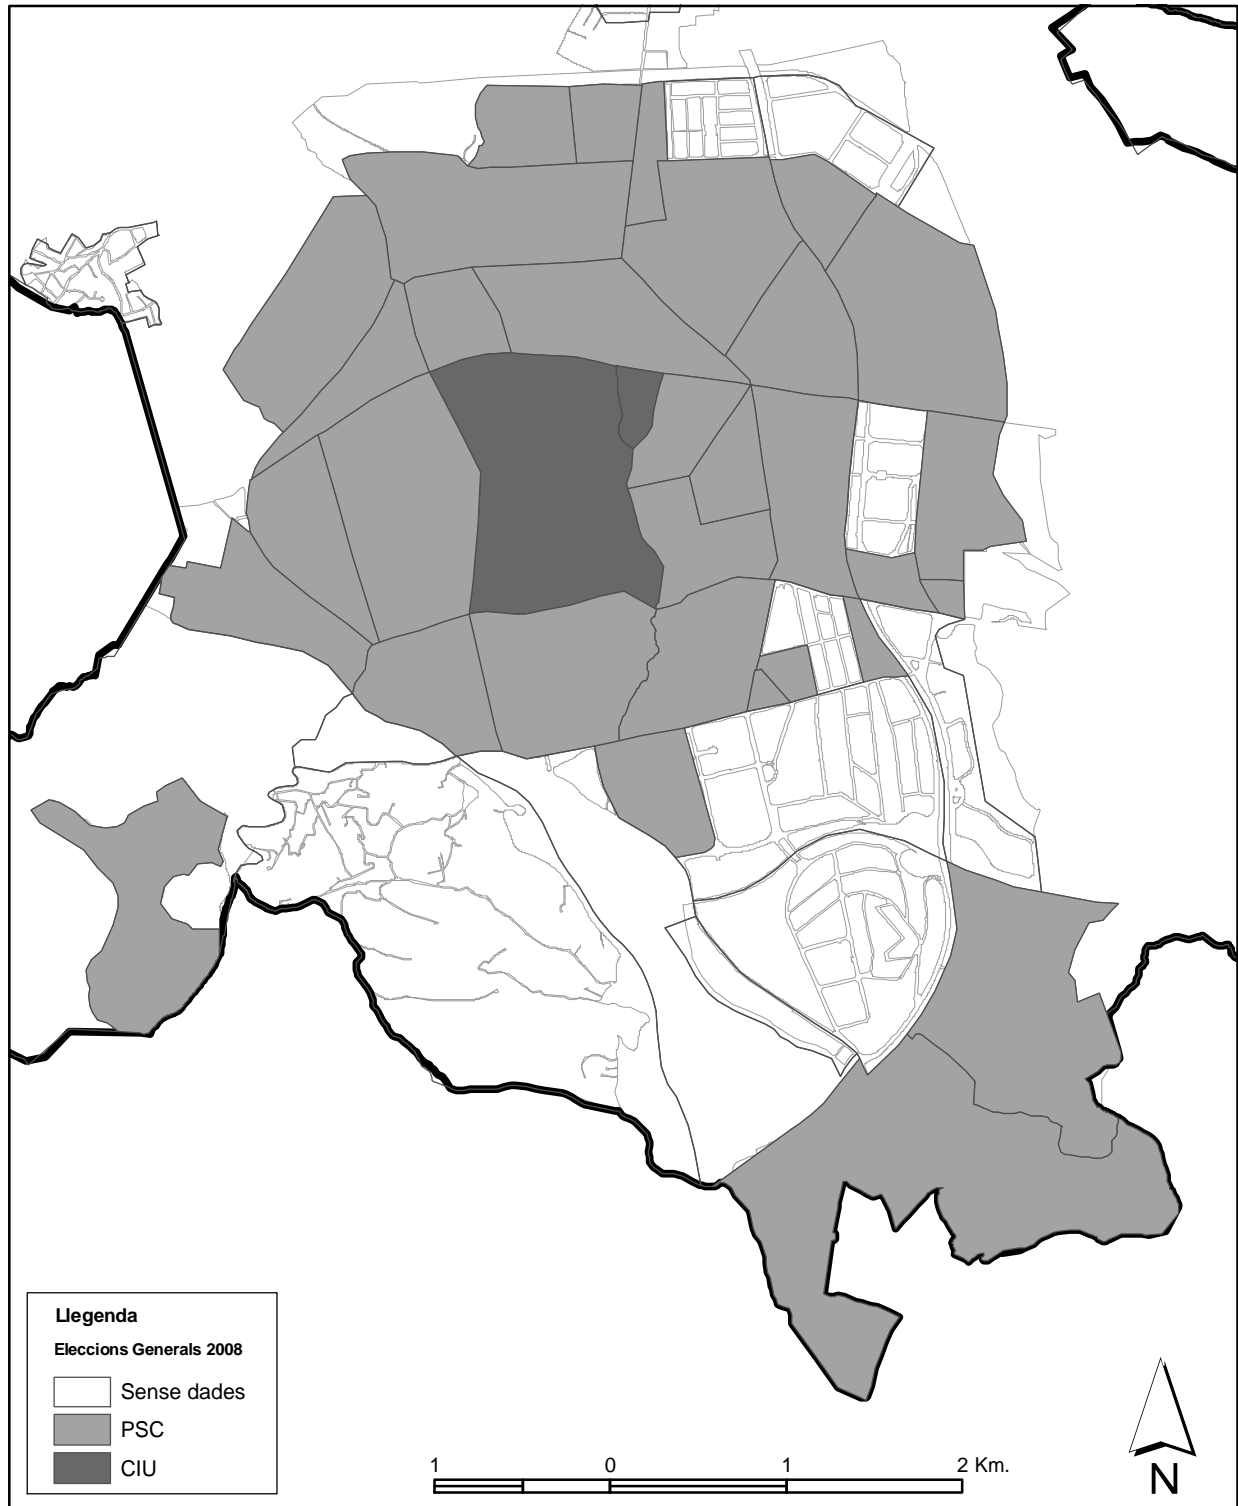 Llegenda
Eleccions Generals 2008
Sense dades
PSC
CIU
1 0 1 2 Km.
N